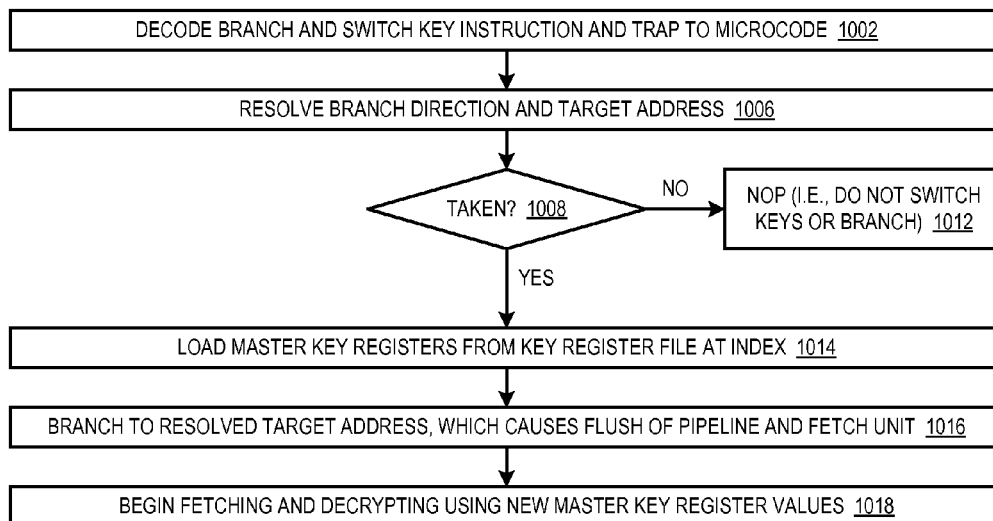 DECODE BRANCH AND SWITCH KEY INSTRUCTION AND TRAP TO MICROCODE 1002
RESOLVE BRANCH DIRECTION AND TARGET ADDRESS 1006
TAKEN? 1008
NO
NOP (I.E., DO NOT SWITCH
KEYS OR BRANCH) 1012
YES
LOAD MASTER KEY REGISTERS FROM KEY REGISTER FILE AT INDEX 1014
BRANCH TO RESOLVED TARGET ADDRESS, WHICH CAUSES FLUSH OF PIPELINE AND FETCH UNIT 1016
BEGIN FETCHING AND DECRYPTING USING NEW MASTER KEY REGISTER VALUES 1018